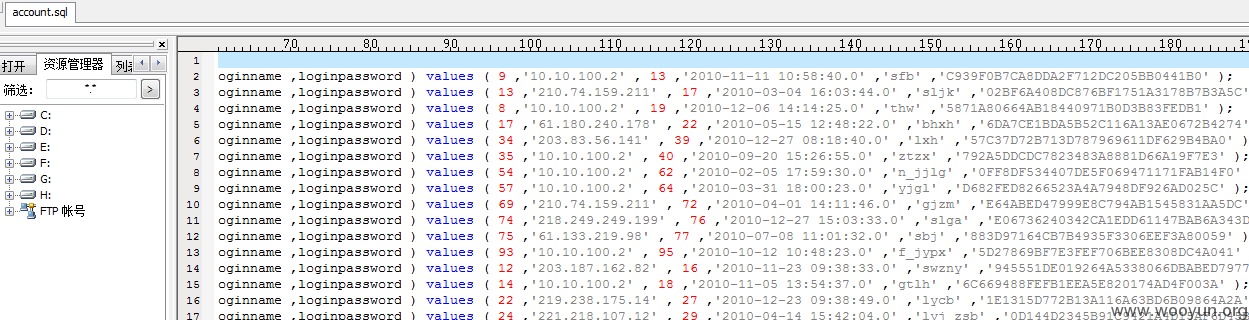 account.sql
打开 资源管理器 列表
筛选: *.* >
C:
D:
E:
F:
G:
H:
FTP 帐号
70 80 90 100 110 120 130 140 150 160 170 180
1
2 oginname ,loginpassword ) values ( 9 ,'10.10.100.2' , 13 ,'2010-11-11 10:58:40.0' ,'sfb' ,'C939F0B7CA8DDA2F712DC205BB0441B0' );
3 oginname ,loginpassword ) values ( 13 ,'210.74.159.211' , 17 ,'2010-03-04 16:03:44.0' ,'sljk' ,'02BF6A408DC876BF1751A3178B7B3A5C'
4 oginname ,loginpassword ) values ( 8 ,'10.10.100.2' , 19 ,'2010-12-06 14:14:25.0' ,'thw' ,'5871A80664AB18440971B0D3B83FEDB1' );
5 oginname ,loginpassword ) values ( 17 ,'61.180.240.178' , 22 ,'2010-05-15 12:48:22.0' ,'bhxh' ,'6DA7CE1BDA5B52C116A13AE0672B4274'
6 oginname ,loginpassword ) values ( 34 ,'203.83.56.141' , 39 ,'2010-12-27 08:18:40.0' ,'lxh' ,'57C37D72B713D787969611DF629B4BA0' );
7 oginname ,loginpassword ) values ( 35 ,'10.10.100.2' , 40 ,'2010-09-20 15:26:55.0' ,'ztzx' ,'792A5DDCDC7823483A8881D66A19F7E3' );
8 oginname ,loginpassword ) values ( 54 ,'10.10.100.2' , 62 ,'2010-02-05 17:59:30.0' ,'n_jjlg' ,'0FF8DF534407DE5F069471171FAB14F0'
9 oginname ,loginpassword ) values ( 57 ,'10.10.100.2' , 64 ,'2010-03-31 18:00:23.0' ,'yjgl' ,'D682FED8266523A4A7948DF926AD025C' );
10 oginname ,loginpassword ) values ( 69 ,'210.74.159.211' , 72 ,'2010-04-01 14:11:46.0' ,'gjzm' ,'E64ABED47999E8C794AB1545831AA5DC'
11 oginname ,loginpassword ) values ( 74 ,'218.249.249.199' , 76 ,'2010-12-27 15:03:33.0' ,'slga' ,'E06736240342CA1EDD61147BAB6A343D
12 oginname ,loginpassword ) values ( 75 ,'61.133.219.98' , 77 ,'2010-07-08 11:01:32.0' ,'sbj' ,'883D97164CB7B4935F3306EEF3A80059' )
13 oginname ,loginpassword ) values ( 93 ,'10.10.100.2' , 95 ,'2010-10-12 10:48:23.0' ,'f_jypx' ,'5D27869BF7E3FEF706BEE8308DC4A041'
14 oginname ,loginpassword ) values ( 12 ,'203.187.162.82' , 16 ,'2010-11-23 09:38:33.0' ,'swzny' ,'945551DE019264A5338066DBABED7977
15 oginname ,loginpassword ) values ( 14 ,'10.10.100.2' , 18 ,'2010-11-05 13:54:37.0' ,'gtlh' ,'6C669488FEFB1EEA5E820174AD4F003A' );
16 oginname ,loginpassword ) values ( 22 ,'219.238.175.14' , 27 ,'2010-12-23 09:38:49.0' ,'lycb' ,'1E1315D772B13A116A63BD6B09864A2A'
17 oginname ,loginpassword ) values ( 24 ,'221.218.107.12' , 29 ,'2010-04-14 15:42:04.0' ,'lyj_zsb'
www.wooyun.org